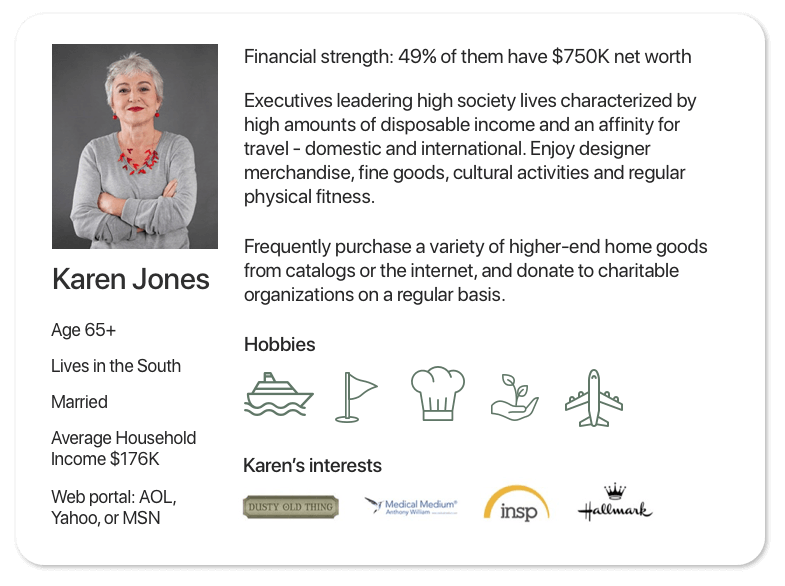 Financial strength: 49% of them have $750K net worth
Executives leadering high society lives characterized by
high amounts of disposable income and an affinity for
travel - domestic and international. Enjoy designer
merchandise, fine goods, cultural activities and regular
physical fitness.
Frequently purchase a variety of higher-end home goods
from catalogs or the internet, and donate to charitable
organizations on a regular basis.
Karen Jones
Age 65+
Lives in the South
Married
Average Household
Income $176K
Web portal: AOL,
Yahoo, or MSN
Hobbies
Karen's interests
DUSTY OLD THING
Medical Medium®
Anthony William
insp
Hallmark